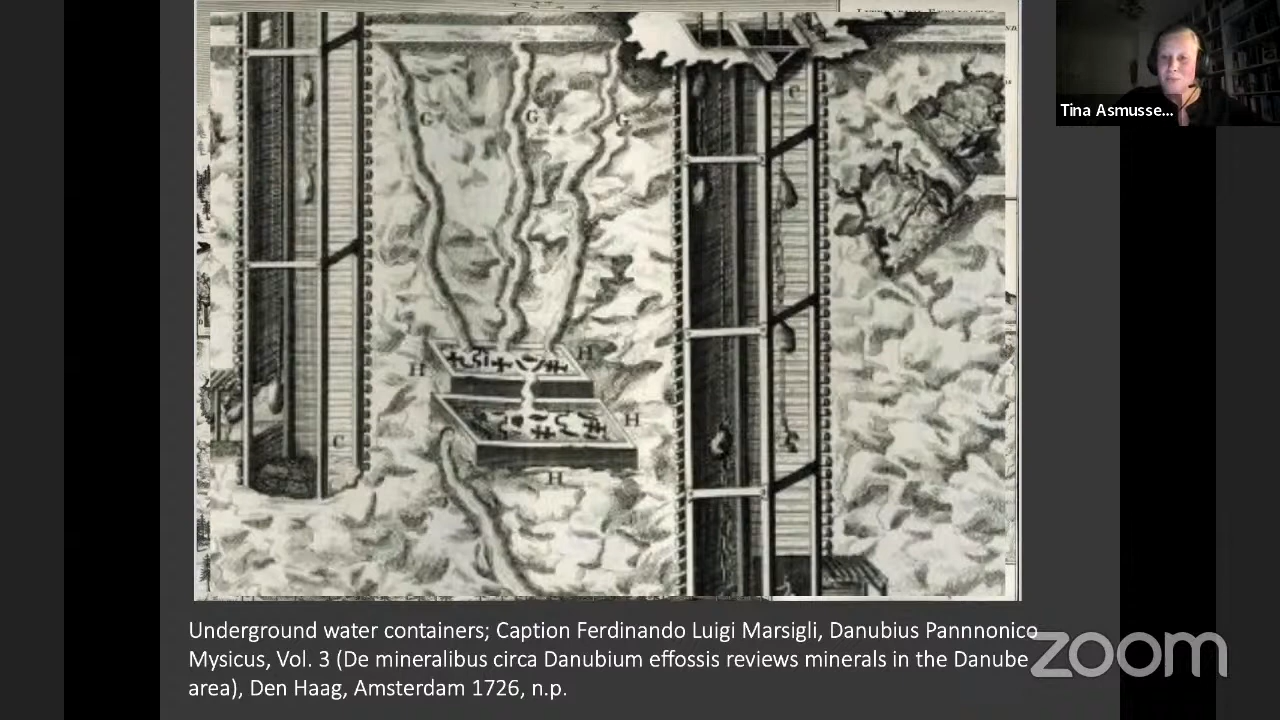 Tina Asmusse...
C
G
G
G
H
H
C
H
H
Underground water containers; Caption Ferdinando Luigi Marsigli, Danubius Pannnonico
Mysicus, Vol. 3 (De mineralibus circa Danubium effossis reviews minerals in the Danube
area), Den Haag, Amsterdam 1726, n.p.
zoom